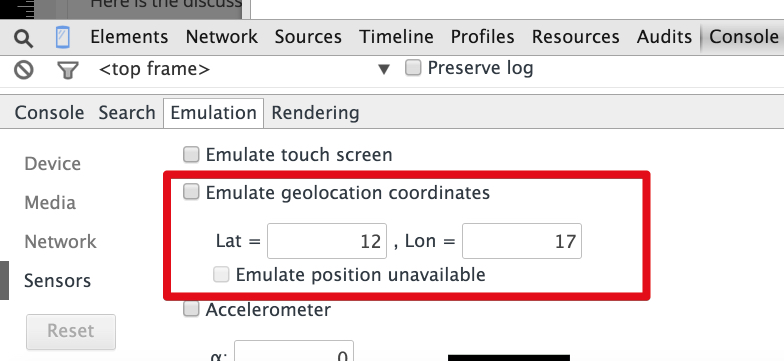 Here is the discuss
Elements Network Sources Timeline Profiles Resources Audits Console
<top frame> ▼ Preserve log
Console Search Emulation Rendering
Device
Media
Network
Sensors
Reset
Emulate touch screen
Emulate geolocation coordinates
Lat = 12 , Lon = 17
Emulate position unavailable
Accelerometer
α: 0